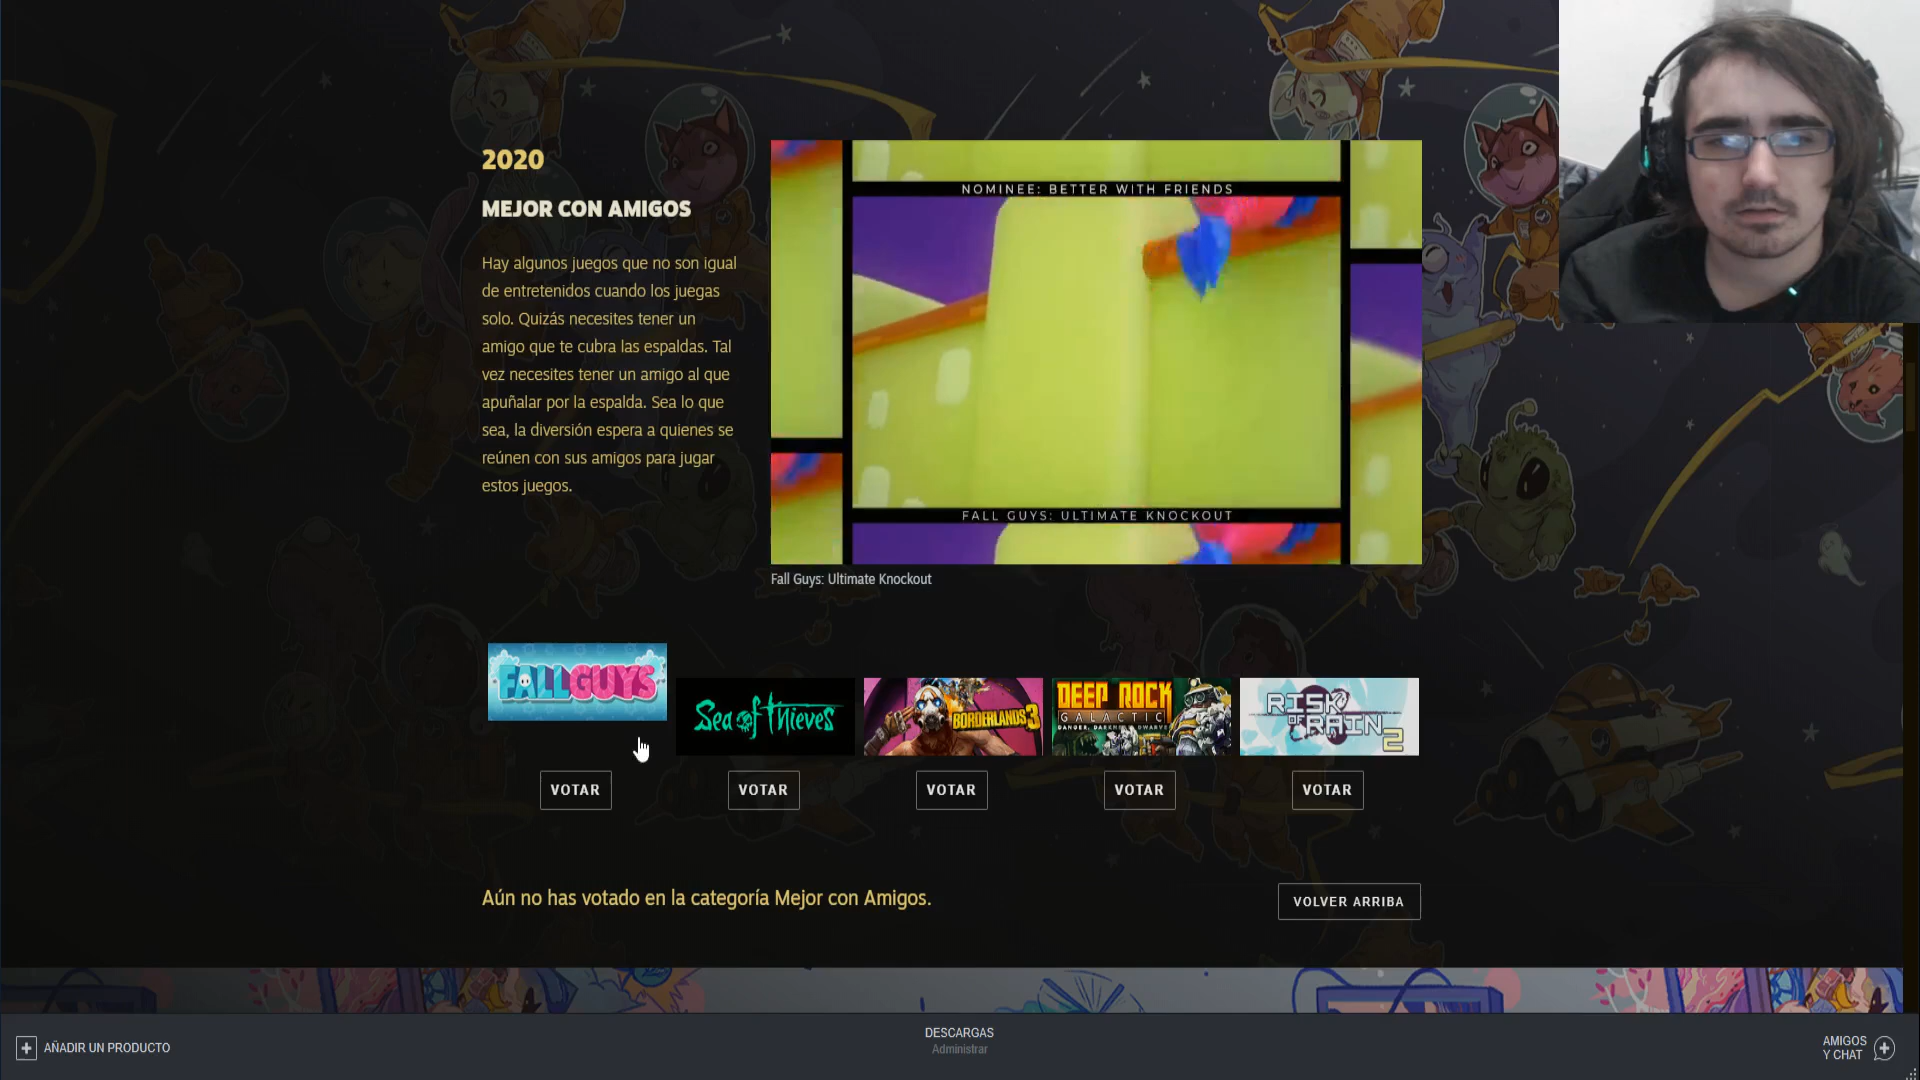 2020
MEJOR CON AMIGOS
Hay algunos juegos que no son igual
de entretenidos cuando los juegas
solo. Quizás necesites tener un
amigo que te cubra las espaldas. Tal
vez necesites tener un amigo al que
apuñalar por la espalda. Sea lo que
sea, la diversión espera a quienes se
reúnen con sus amigos para jugar
estos juegos.
NOMINEE: BETTER WITH FRIENDS
FALL GUYS: ULTIMATE KNOCKOUT
Fall Guys: Ultimate Knockout
FALL GUYS
Sea of Thieves
BORDERLANDS 3
DEEP ROCK
GALACTIC
DANGER. DARKNESS. DWARVES.
RISK
OF RAIN 2
VOTAR
VOTAR
VOTAR
VOTAR
VOTAR
Aún no has votado en la categoría Mejor con Amigos.
VOLVER ARRIBA
AÑADIR UN PRODUCTO
DESCARGAS
Administrar
AMIGOS
Y CHAT